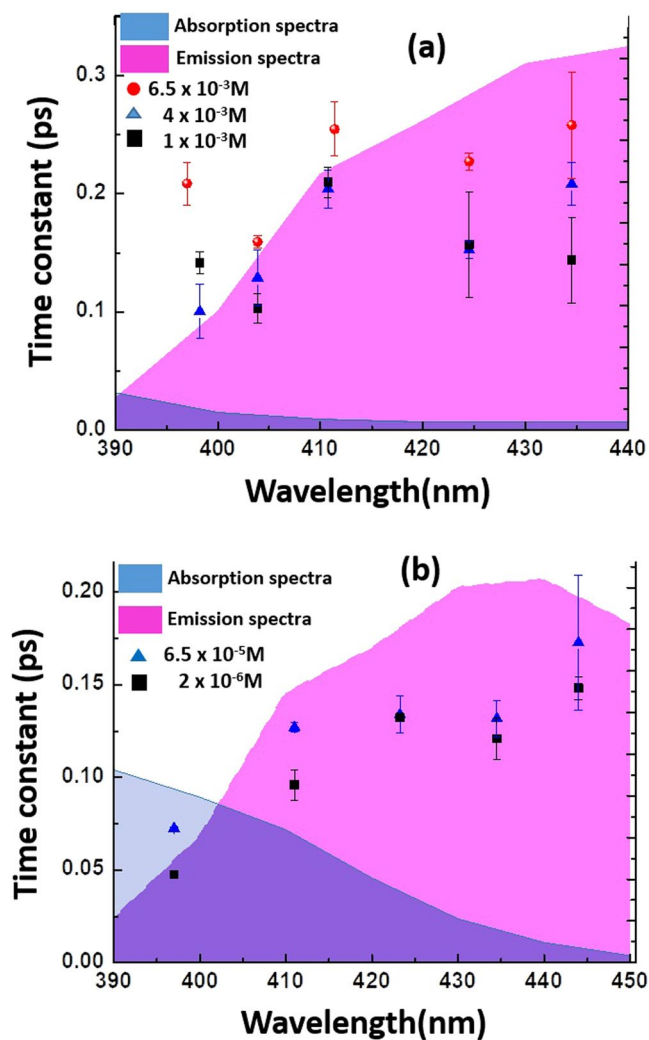 Absorption spectra
(a)
Emission spectra
6.5 x 10⁻³M
4 x 10⁻³M
1 x 10⁻³M
0.3
0.2
0.1
0.0
Time constant (ps)
390 400 410 420 430 440
Wavelength(nm)
Absorption spectra
(b)
Emission spectra
6.5 x 10⁻⁵M
2 x 10⁻⁶M
0.20
0.15
0.10
0.05
0.00
Time constant (ps)
390 400 410 420 430 440 450
Wavelength(nm)